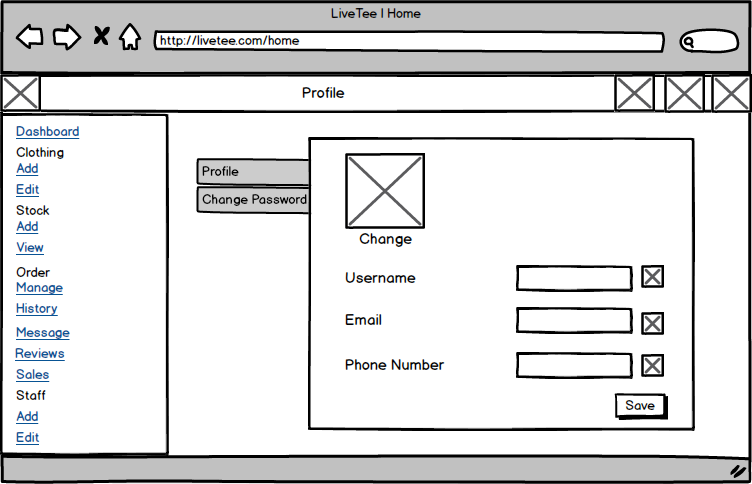 LiveTee | Home
http://livetee.com/home
Profile
Dashboard
Clothing
Add
Edit
Stock
Add
View
Order
Manage
History
Message
Reviews
Sales
Staff
Add
Edit
Profile
Change Password
Change
Username
Email
Phone Number
Save